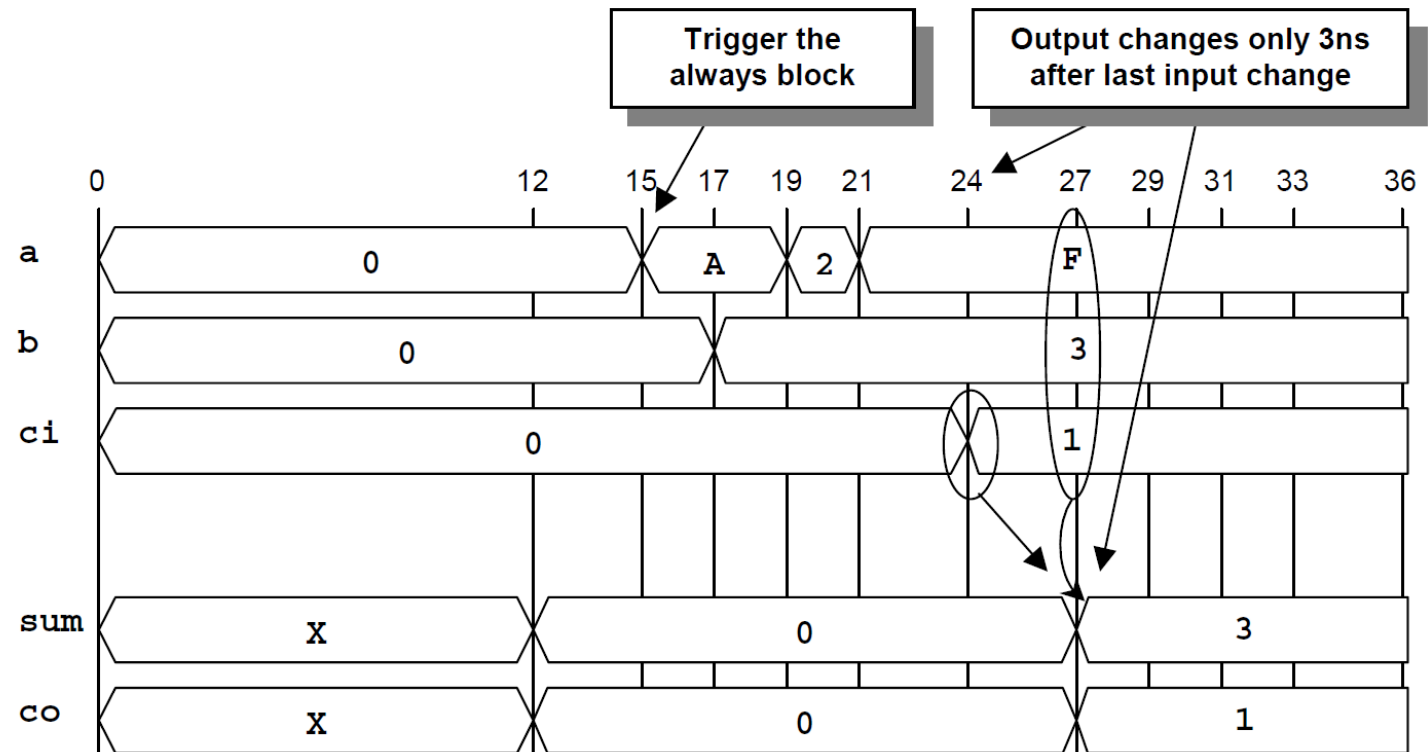 Trigger the
always block
Output changes only 3ns
after last input change
0 12 15 17 19 21 24 27 29 31 33 36
a 0 A 2 F
b 0 3
ci 0 1
sum X 0 3
co X 0 1